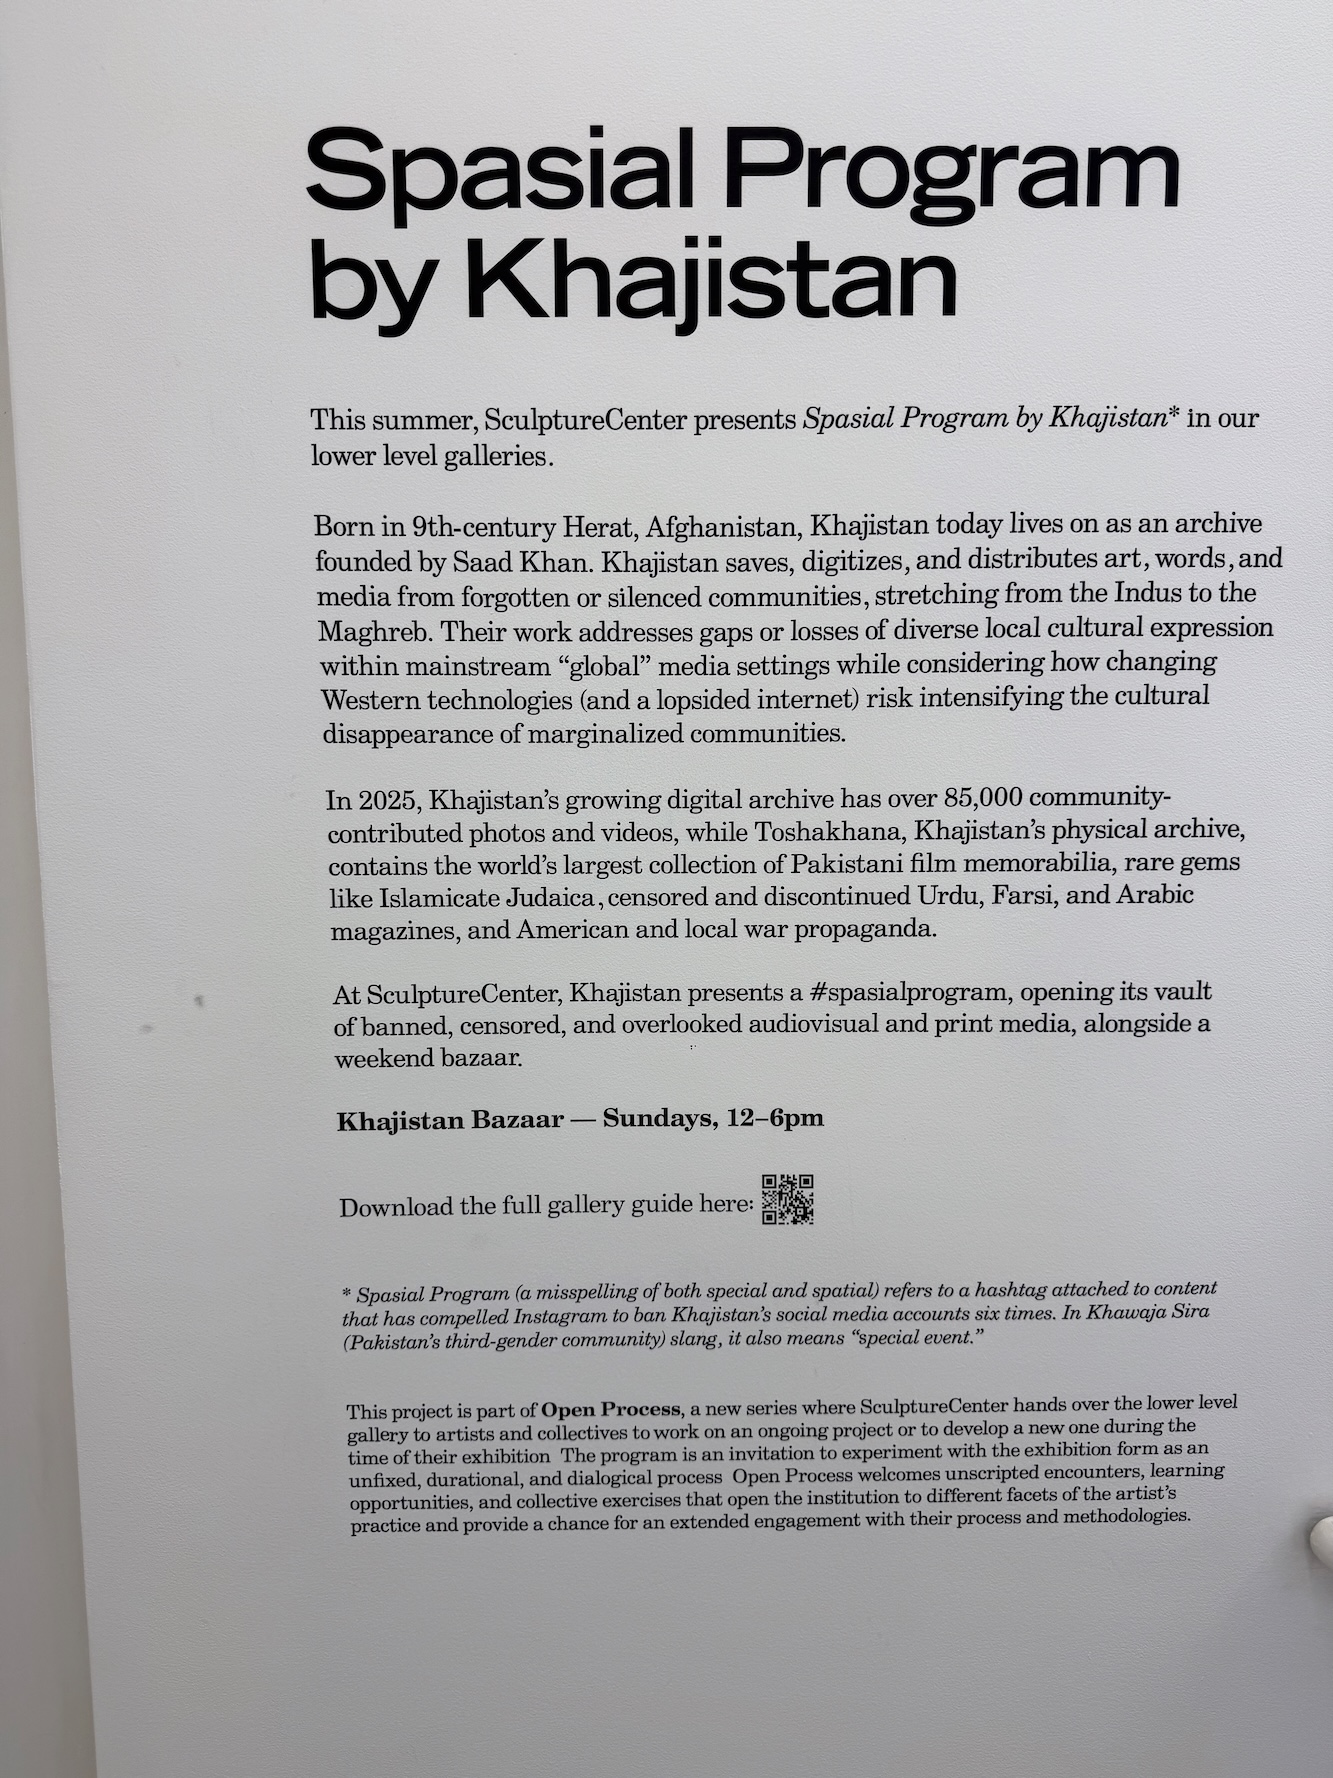 Spasial Program
by Khajistan
This summer, SculptureCenter presents Spasial Program by Khajistan* in our
lower level galleries.
Born in 9th-century Herat, Afghanistan, Khajistan today lives on as an archive
founded by Saad Khan. Khajistan saves, digitizes, and distributes art, words, and
media from forgotten or silenced communities, stretching from the Indus to the
Maghreb. Their work addresses gaps or losses of diverse local cultural expression
within mainstream “global” media settings while considering how changing
Western technologies (and a lopsided internet) risk intensifying the cultural
disappearance of marginalized communities.
In 2025, Khajistan’s growing digital archive has over 85,000 community-
contributed photos and videos, while Toshakhana, Khajistan’s physical archive,
contains the world’s largest collection of Pakistani film memorabilia, rare gems
like Islamicate Judaica, censored and discontinued Urdu, Farsi, and Arabic
magazines, and American and local war propaganda.
At SculptureCenter, Khajistan presents a #spasialprogram, opening its vault
of banned, censored, and overlooked audiovisual and print media, alongside a
weekend bazaar.
Khajistan Bazaar — Sundays, 12–6pm
Download the full gallery guide here:
* Spasial Program (a misspelling of both special and spatial) refers to a hashtag attached to content
that has compelled Instagram to ban Khajistan’s social media accounts six times. In Khawaja Sira
(Pakistan’s third-gender community) slang, it also means “special event.”
This project is part of Open Process, a new series where SculptureCenter hands over the lower level
gallery to artists and collectives to work on an ongoing project or to develop a new one during the
time of their exhibition  The program is an invitation to experiment with the exhibition form as an
unfixed, durational, and dialogical process  Open Process welcomes unscripted encounters, learning
opportunities, and collective exercises that open the institution to different facets of the artist’s
practice and provide a chance for an extended engagement with their process and methodologies.